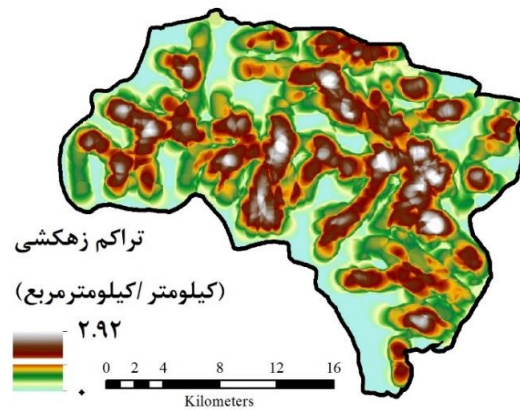 تراکم زهکشی
(کیلومتر /کیلومترمربع)
۲.۹۲
۰
0 2 4 8 12 16
Kilometers